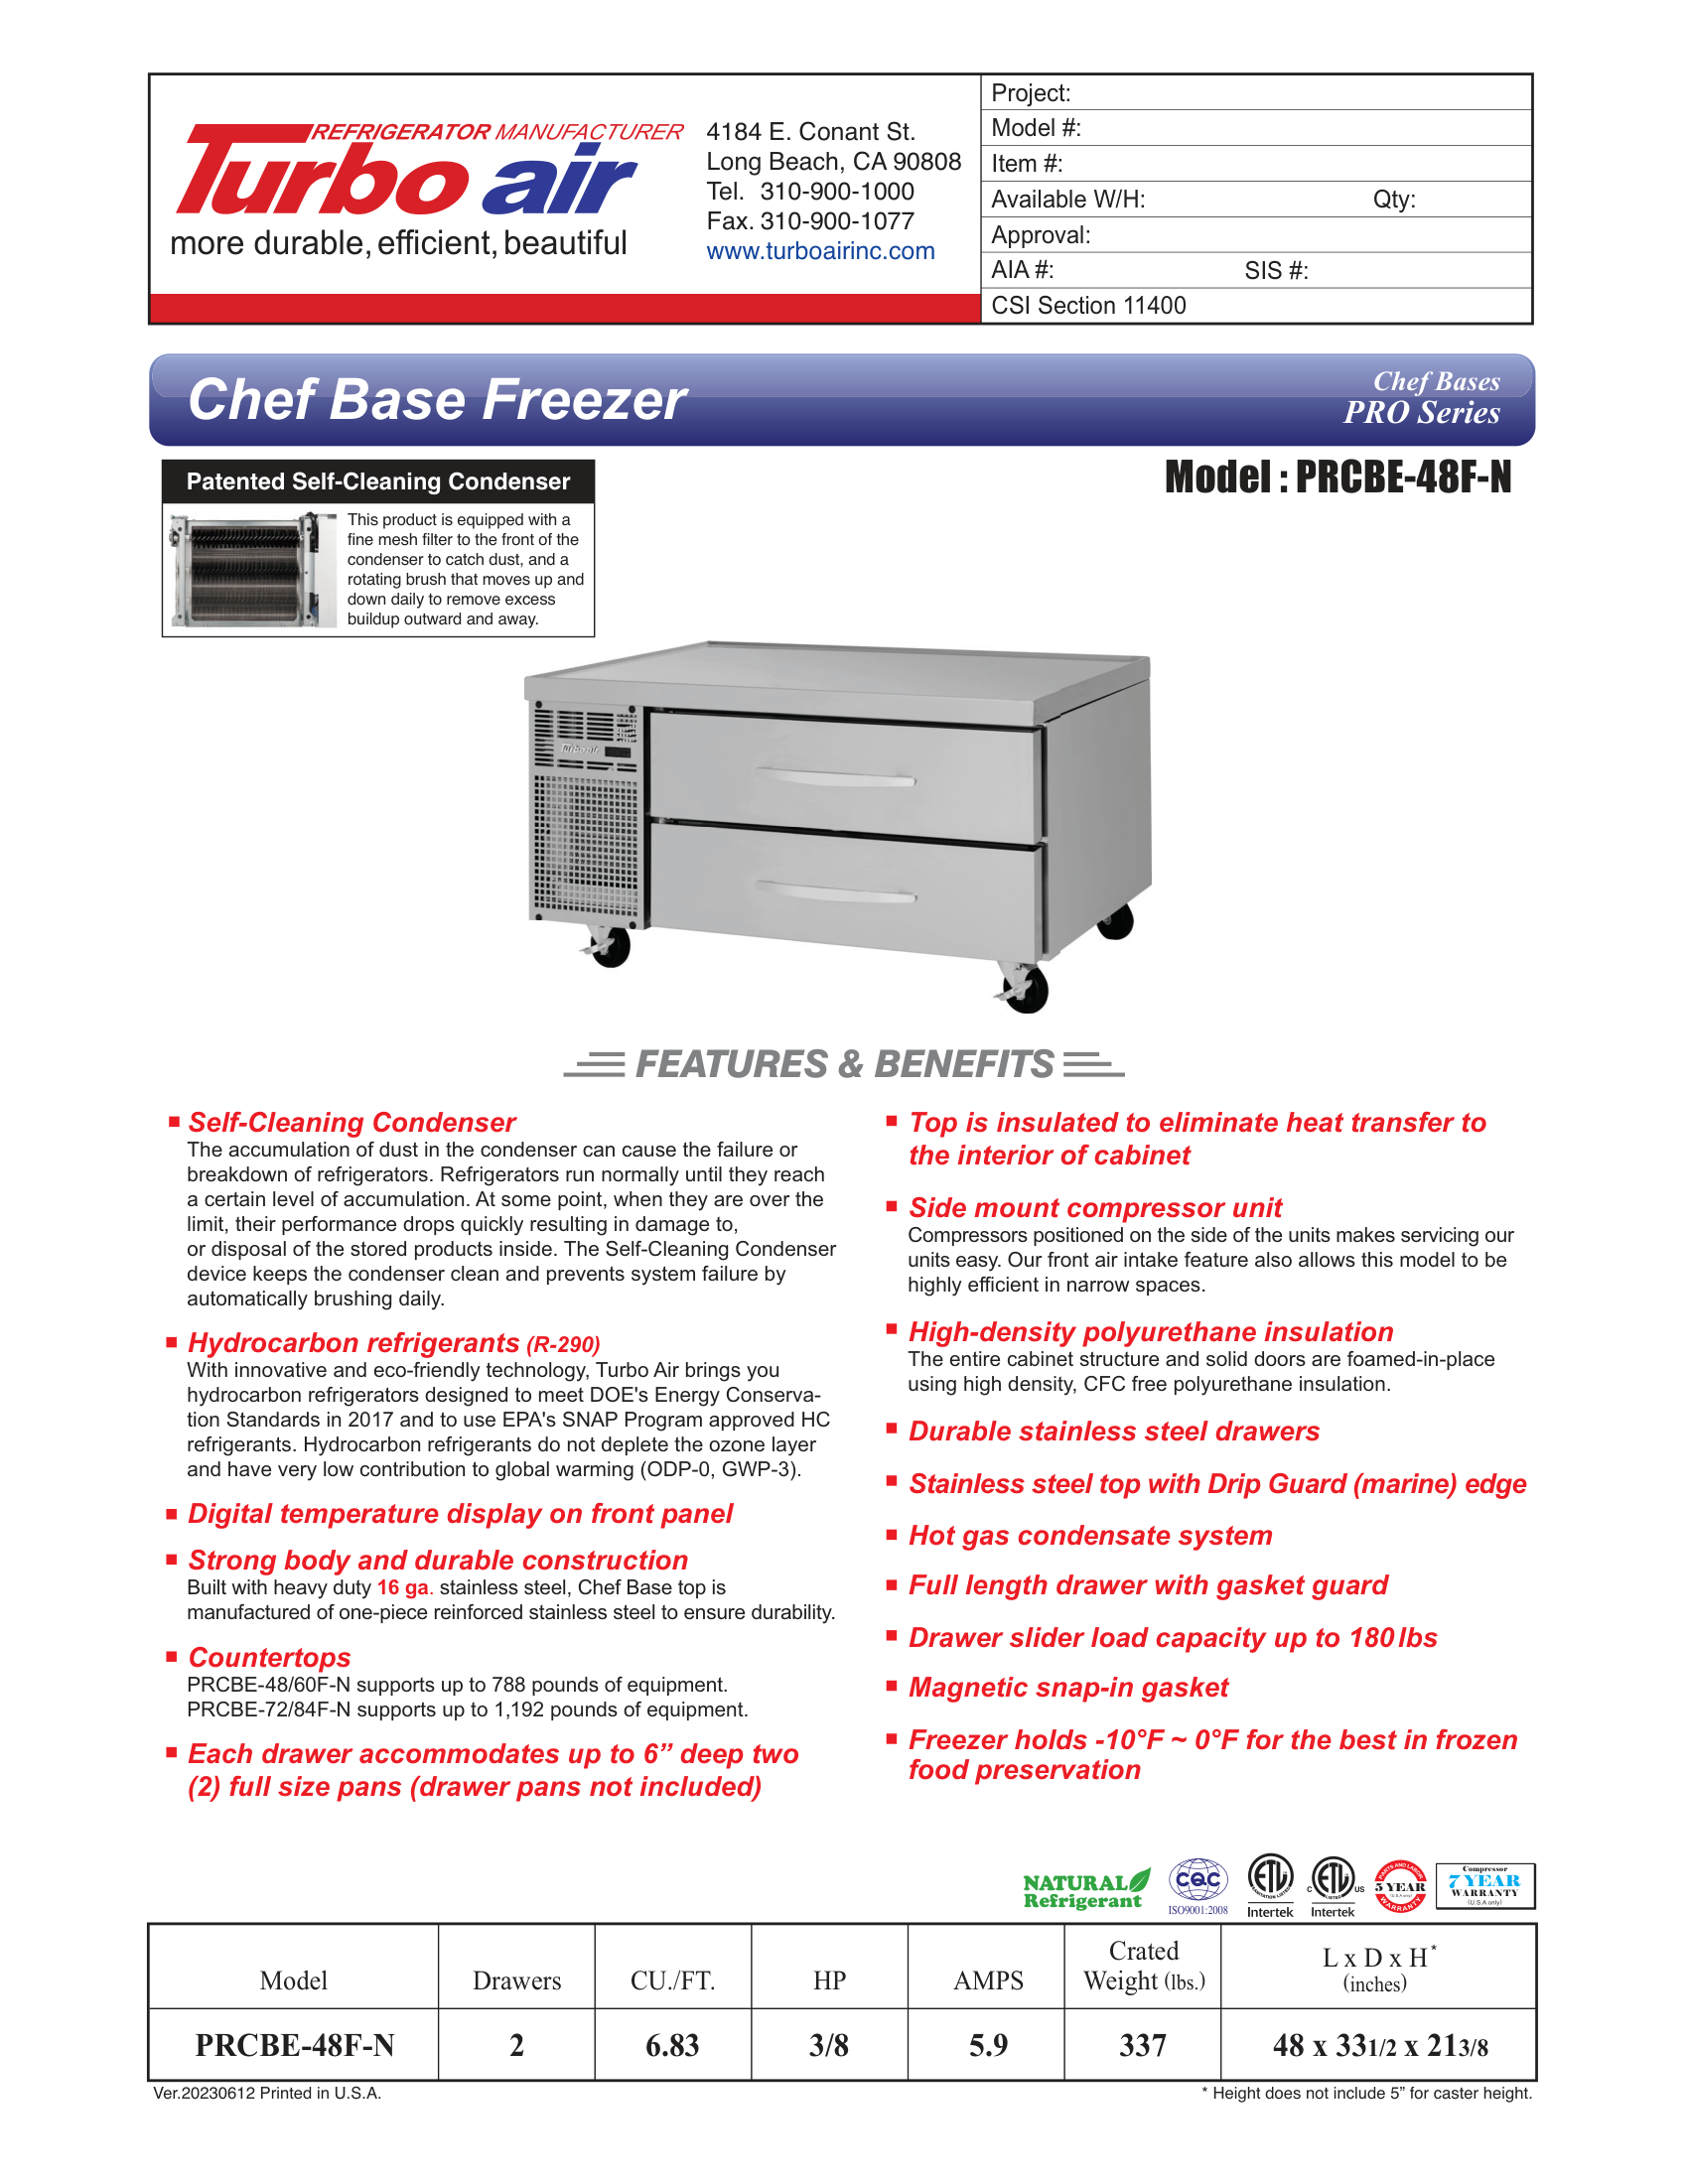 REFRIGERATOR MANUFACTURER
Turbo air
more durable, efficient, beautiful
4184 E. Conant St.
Long Beach, CA 90808
Tel. 310-900-1000
Fax. 310-900-1077
www.turboairinc.com
Project:
Model #:
Item #:
Available W/H: Qty:
Approval:
AIA #: SIS #:
CSI Section 11400
Chef Base Freezer
Chef Bases
PRO Series
Patented Self-Cleaning Condenser
This product is equipped with a
fine mesh filter to the front of the
condenser to catch dust, and a
rotating brush that moves up and
down daily to remove excess
buildup outward and away.
Model : PRCBE-48F-N
Turbo air
FEATURES & BENEFITS
Self-Cleaning Condenser
The accumulation of dust in the condenser can cause the failure or
breakdown of refrigerators. Refrigerators run normally until they reach
a certain level of accumulation. At some point, when they are over the
limit, their performance drops quickly resulting in damage to,
or disposal of the stored products inside. The Self-Cleaning Condenser
device keeps the condenser clean and prevents system failure by
automatically brushing daily.
Hydrocarbon refrigerants (R-290)
With innovative and eco-friendly technology, Turbo Air brings you
hydrocarbon refrigerators designed to meet DOE's Energy Conserva-
tion Standards in 2017 and to use EPA's SNAP Program approved HC
refrigerants. Hydrocarbon refrigerants do not deplete the ozone layer
and have very low contribution to global warming (ODP-0, GWP-3).
Digital temperature display on front panel
Strong body and durable construction
Built with heavy duty 16 ga. stainless steel, Chef Base top is
manufactured of one-piece reinforced stainless steel to ensure durability.
Countertops
PRCBE-48/60F-N supports up to 788 pounds of equipment.
PRCBE-72/84F-N supports up to 1,192 pounds of equipment.
Each drawer accommodates up to 6” deep two
(2) full size pans (drawer pans not included)
Top is insulated to eliminate heat transfer to
the interior of cabinet
Side mount compressor unit
Compressors positioned on the side of the units makes servicing our
units easy. Our front air intake feature also allows this model to be
highly efficient in narrow spaces.
High-density polyurethane insulation
The entire cabinet structure and solid doors are foamed-in-place
using high density, CFC free polyurethane insulation.
Durable stainless steel drawers
Stainless steel top with Drip Guard (marine) edge
Hot gas condensate system
Full length drawer with gasket guard
Drawer slider load capacity up to 180 lbs
Magnetic snap-in gasket
Freezer holds -10°F ~ 0°F for the best in frozen
food preservation
NATURAL
Refrigerant
CQC
ISO9001:2008
ETL
SANITATION LISTED
Intertek
C ETL US
LISTED
Intertek
PARTS AND LABOR
5 YEAR
(U.S.A only)
WARRANTY
Compressor
7 YEAR
WARRANTY
(U.S.A only)
Model Drawers CU./FT. HP AMPS Crated Weight (lbs.) L x D x H* (inches)
PRCBE-48F-N 2 6.83 3/8 5.9 337 48 x 331/2 x 213/8
Ver.20230612 Printed in U.S.A.
* Height does not include 5” for caster height.